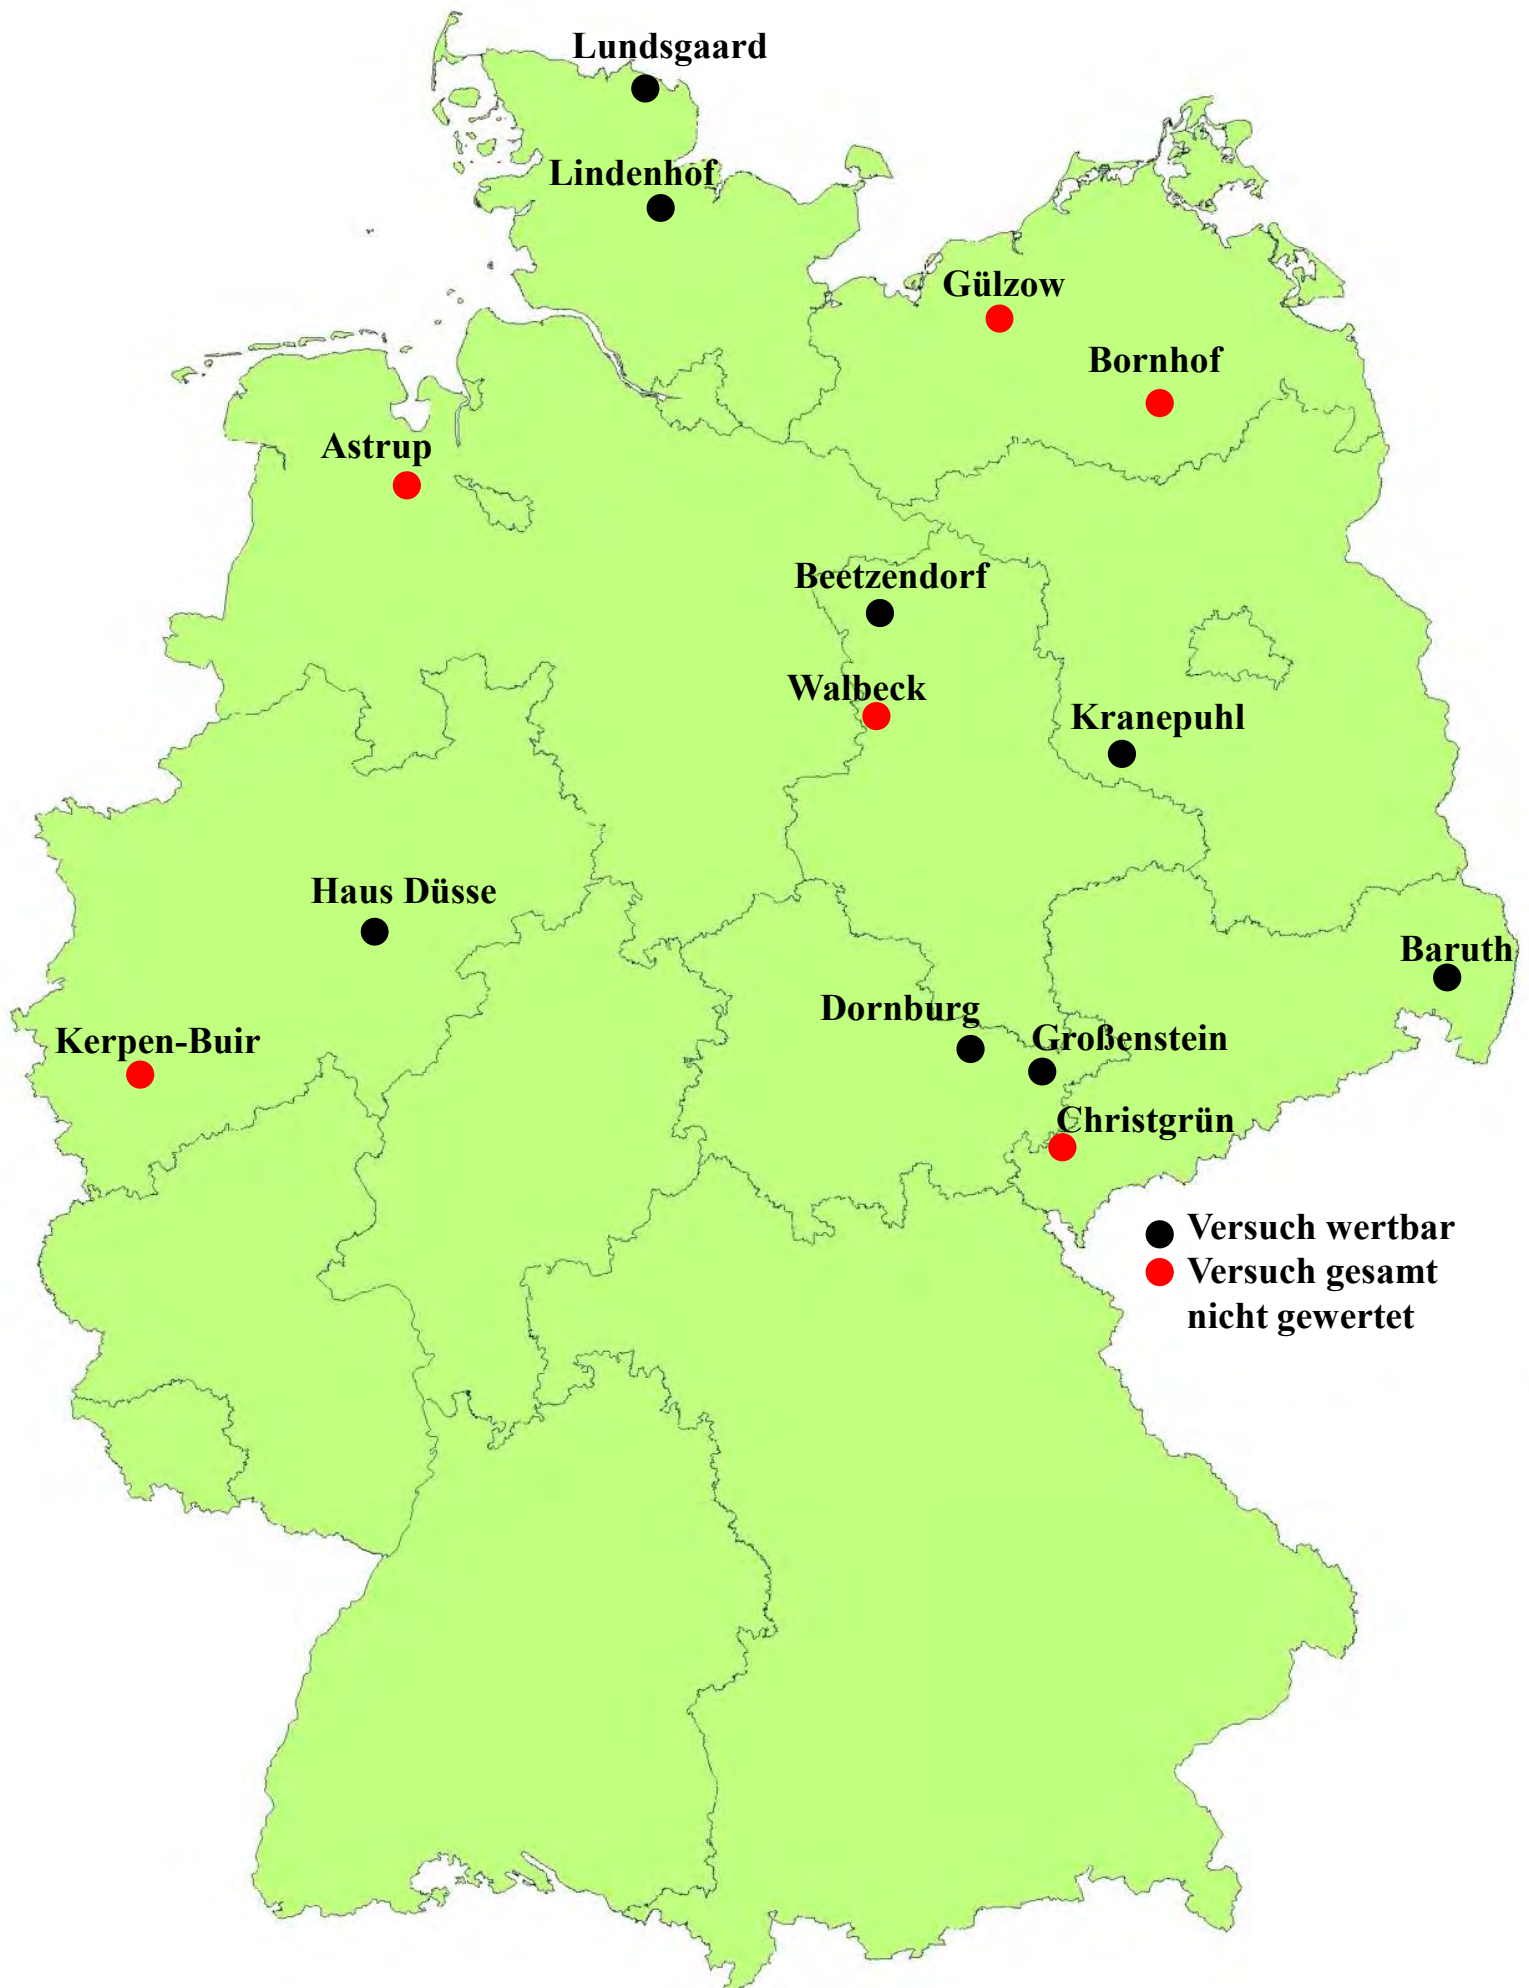 Lundsgaard
Lindenhof
Gülzow
Bornhof
Astrup
Beetzendorf
Walbeck
Kranepuhl
Haus Düsse
Baruth
Dornburg
Großenstein
Kerpen-Buir
Christgrün
Versuch wertbar
Versuch gesamt
nicht gewertet